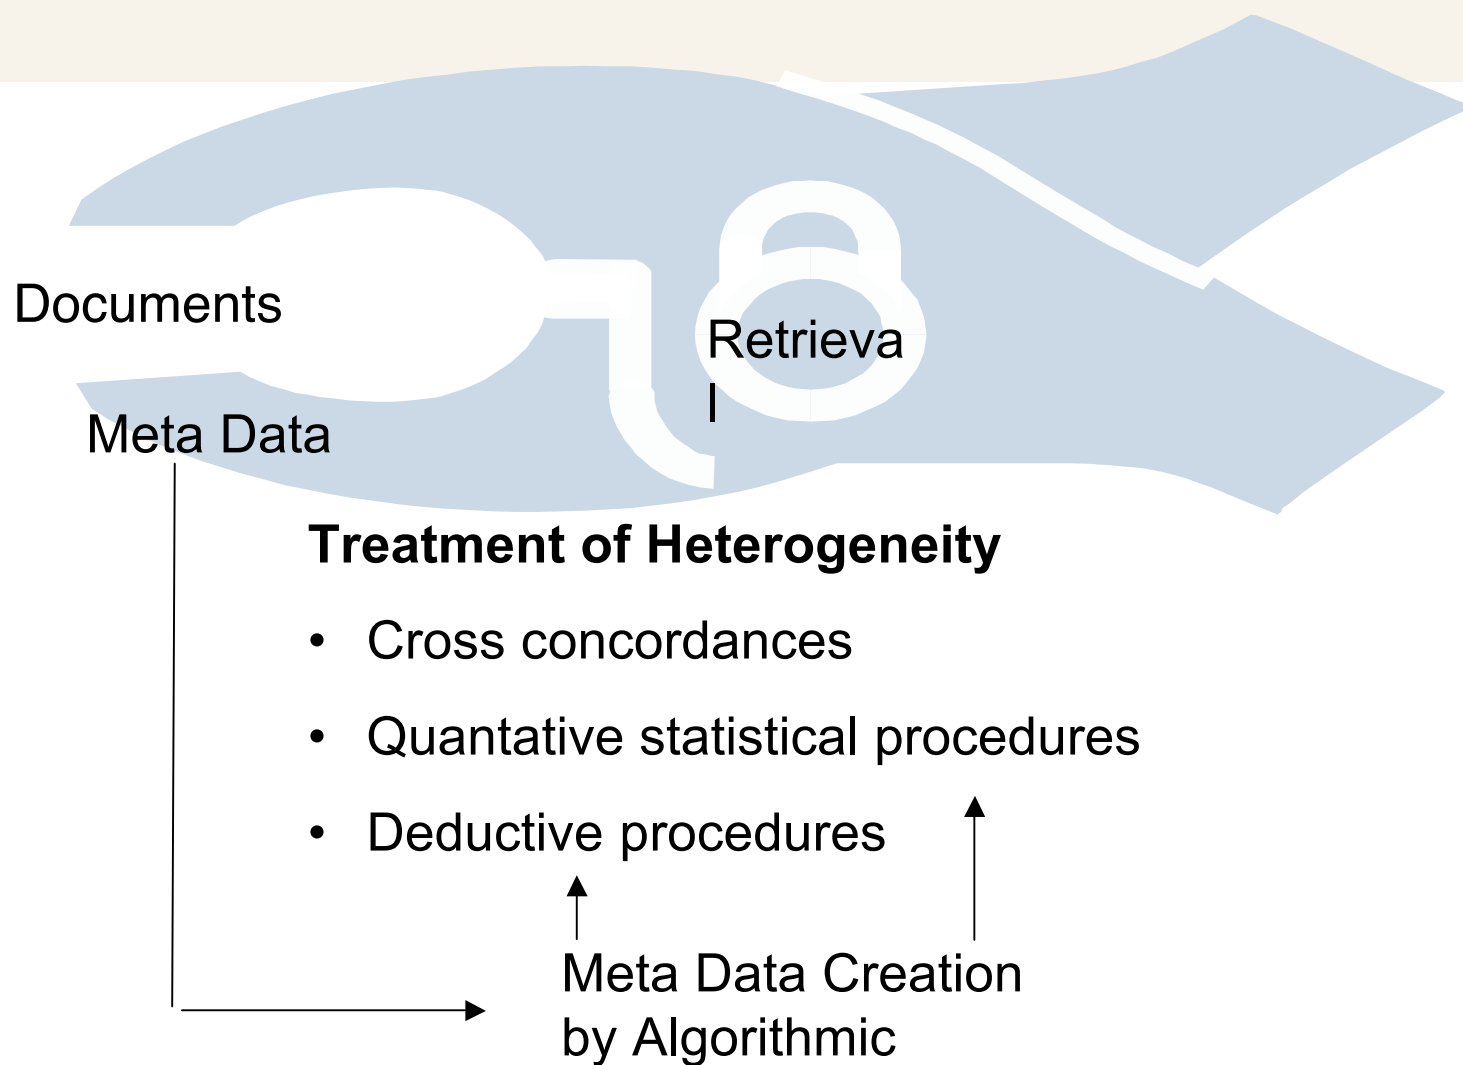 Documents
Retrieva
l
Meta Data
Treatment of Heterogeneity
• Cross concordances
• Quantative statistical procedures
• Deductive procedures
Meta Data Creation
by Algorithmic